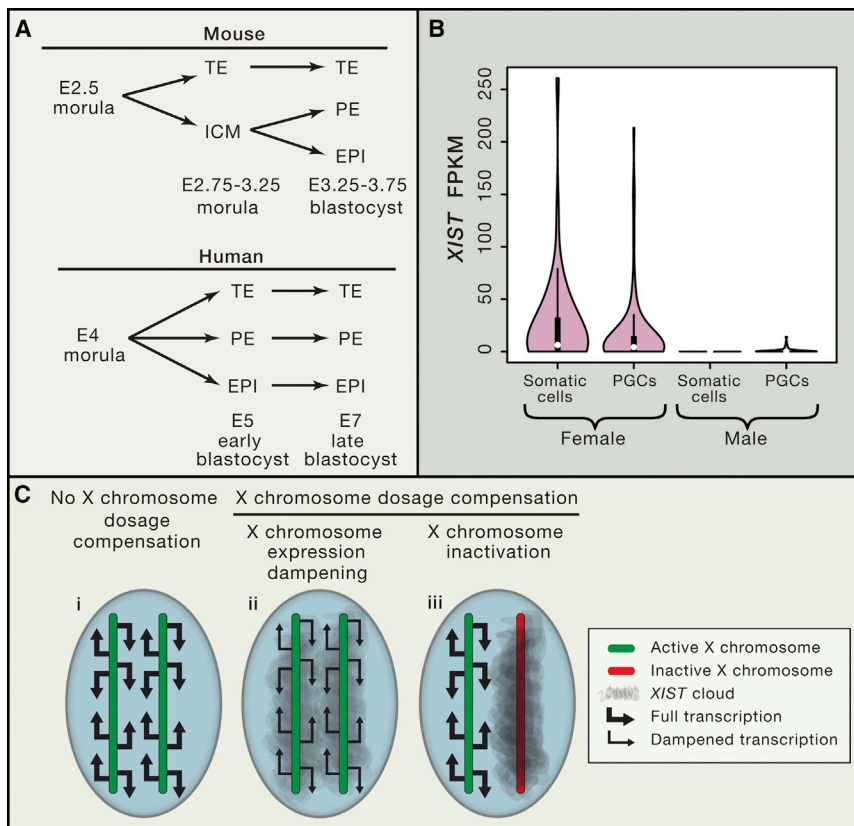 A
Mouse
E2.5
morula
TE
TE
ICM
PE
EPI
E2.75-3.25
morula
E3.25-3.75
blastocyst
Human
E4
morula
TE
TE
PE
PE
EPI
EPI
E5
early
blastocyst
E7
late
blastocyst
B
XIST FPKM
250
200
150
100
50
0
Somatic
cells
PGCs
Somatic
cells
PGCs
Female
Male
C
No X chromosome
dosage
compensation
X chromosome dosage compensation
X chromosome
expression
dampening
X chromosome
inactivation
i
ii
iii
Active X chromosome
Inactive X chromosome
XIST cloud
Full transcription
Dampened transcription